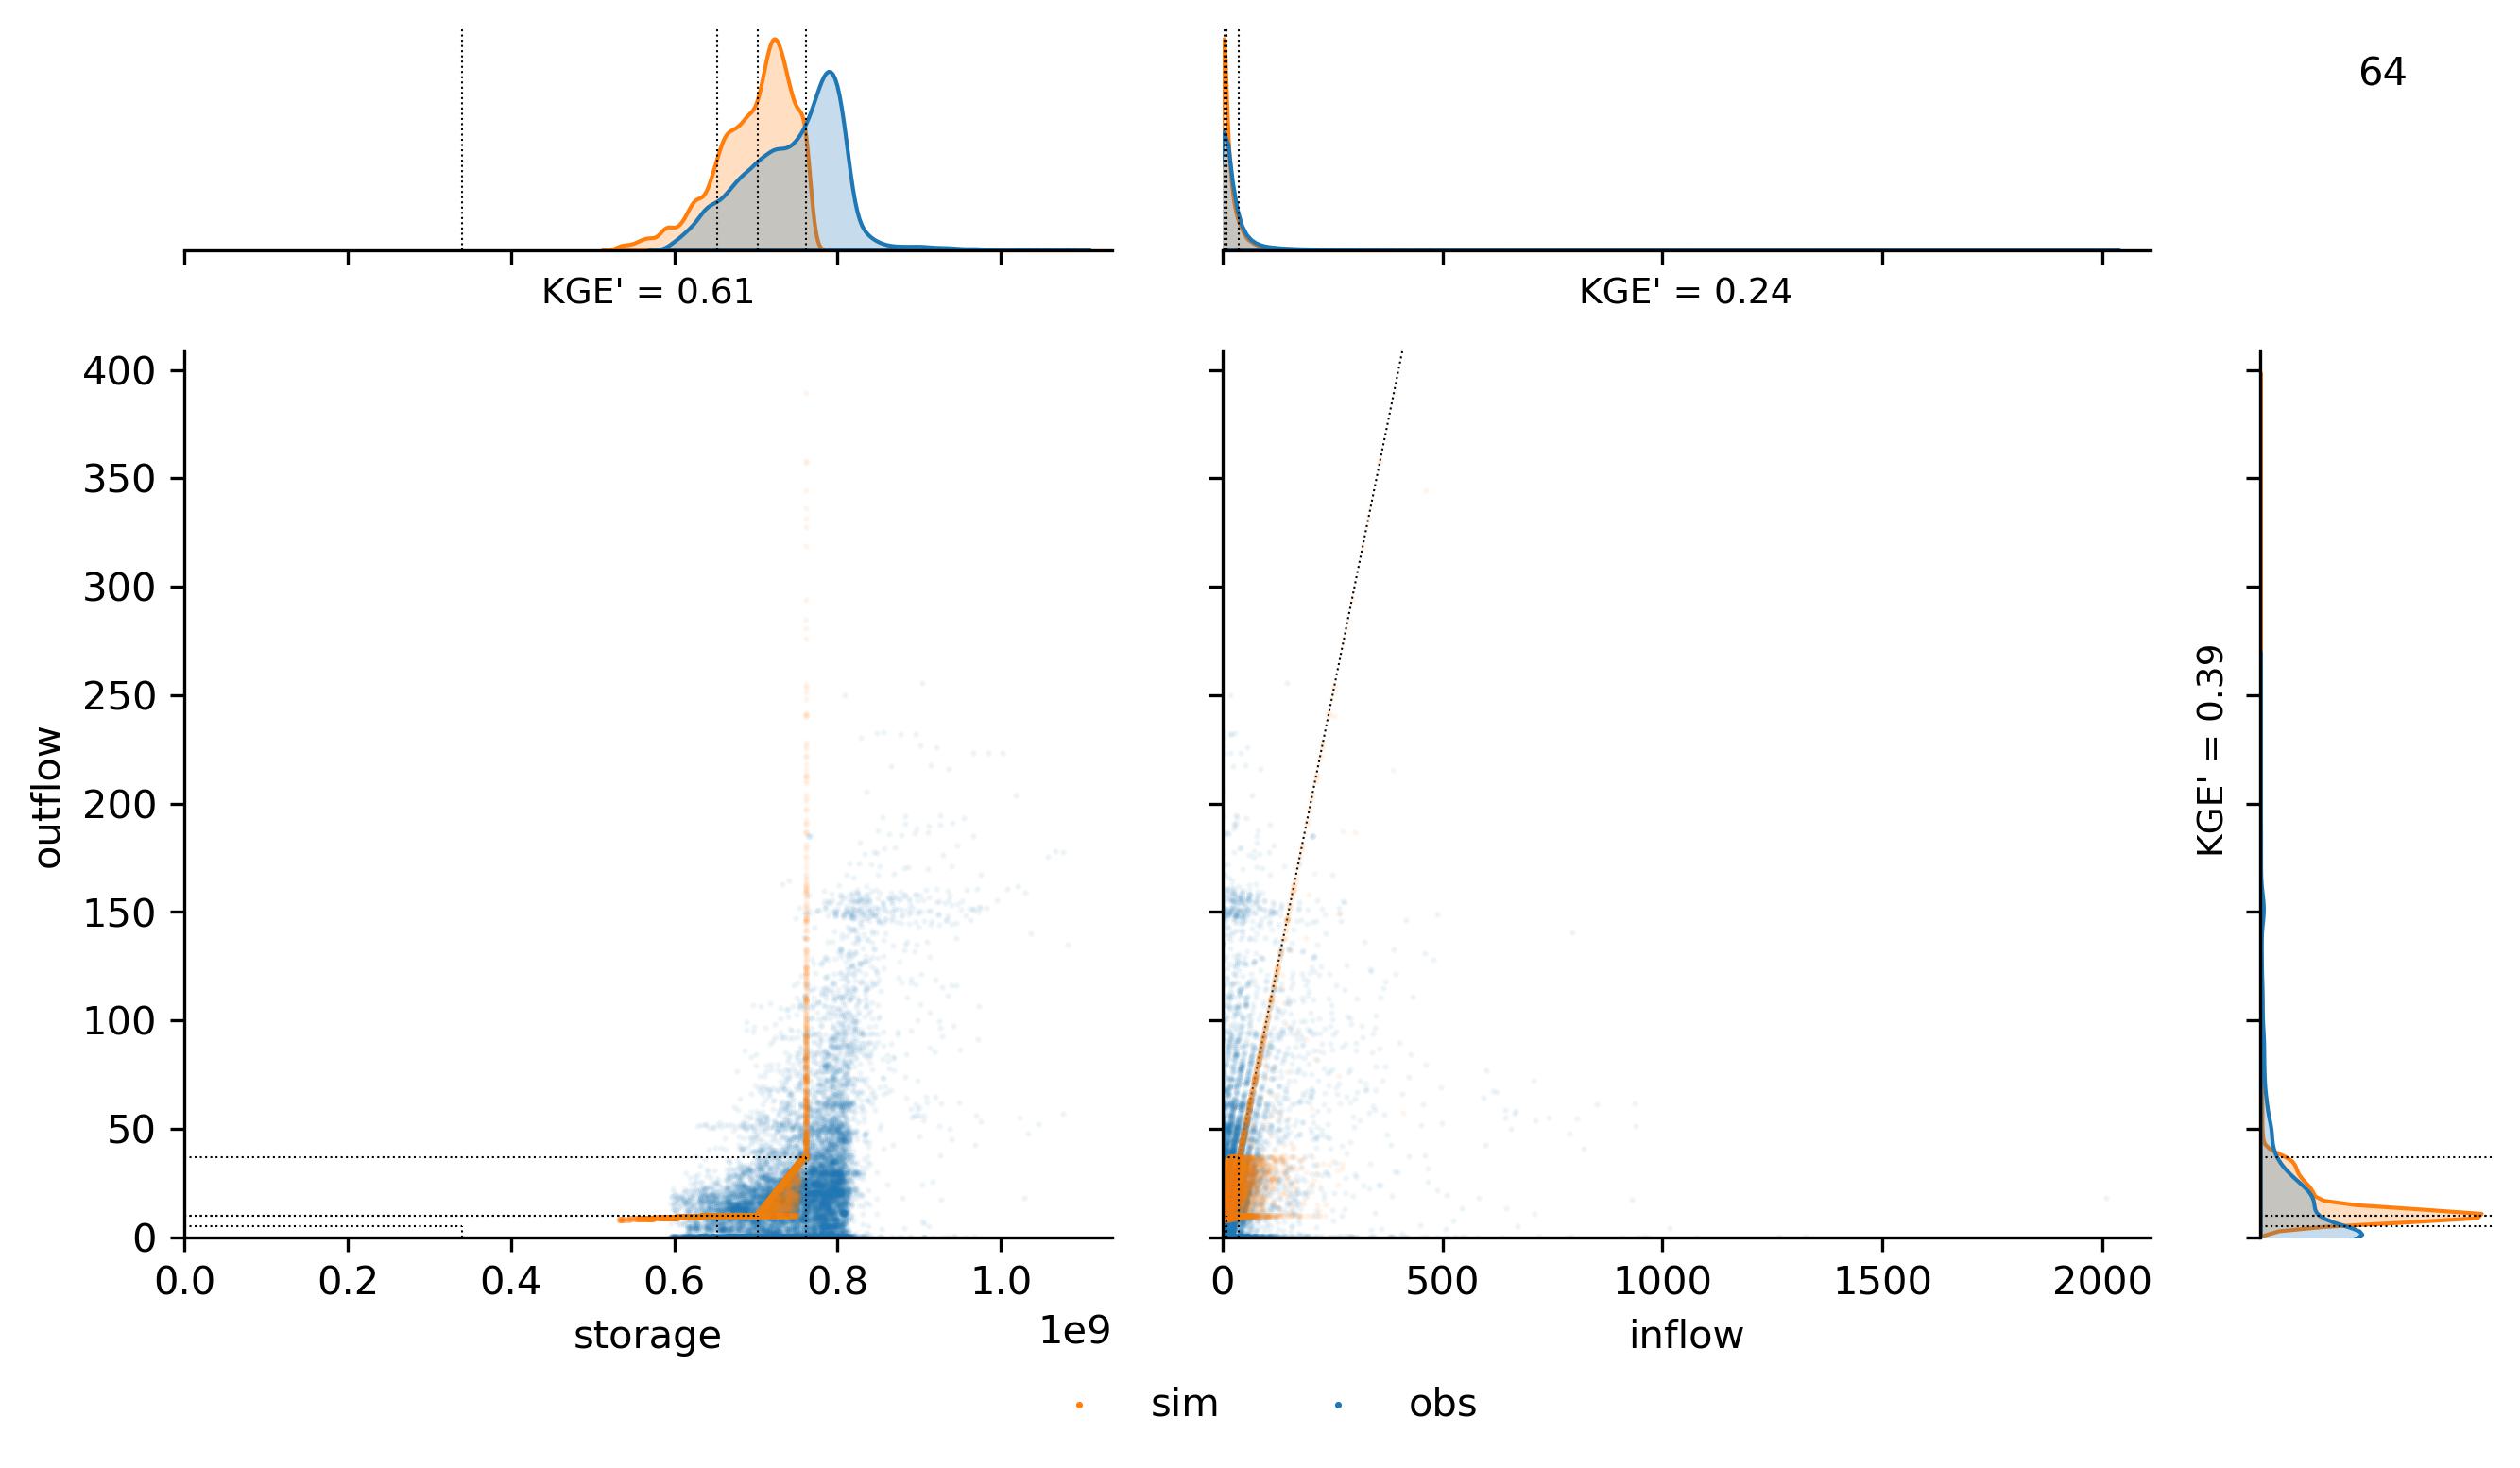 64
KGE' = 0.61
KGE' = 0.24
400
350
300
250
200
150
100
50
0
outflow
0.0 0.2 0.4 0.6 0.8 1.0
storage
1e9
0 500 1000 1500 2000
inflow
KGE' = 0.39
sim obs